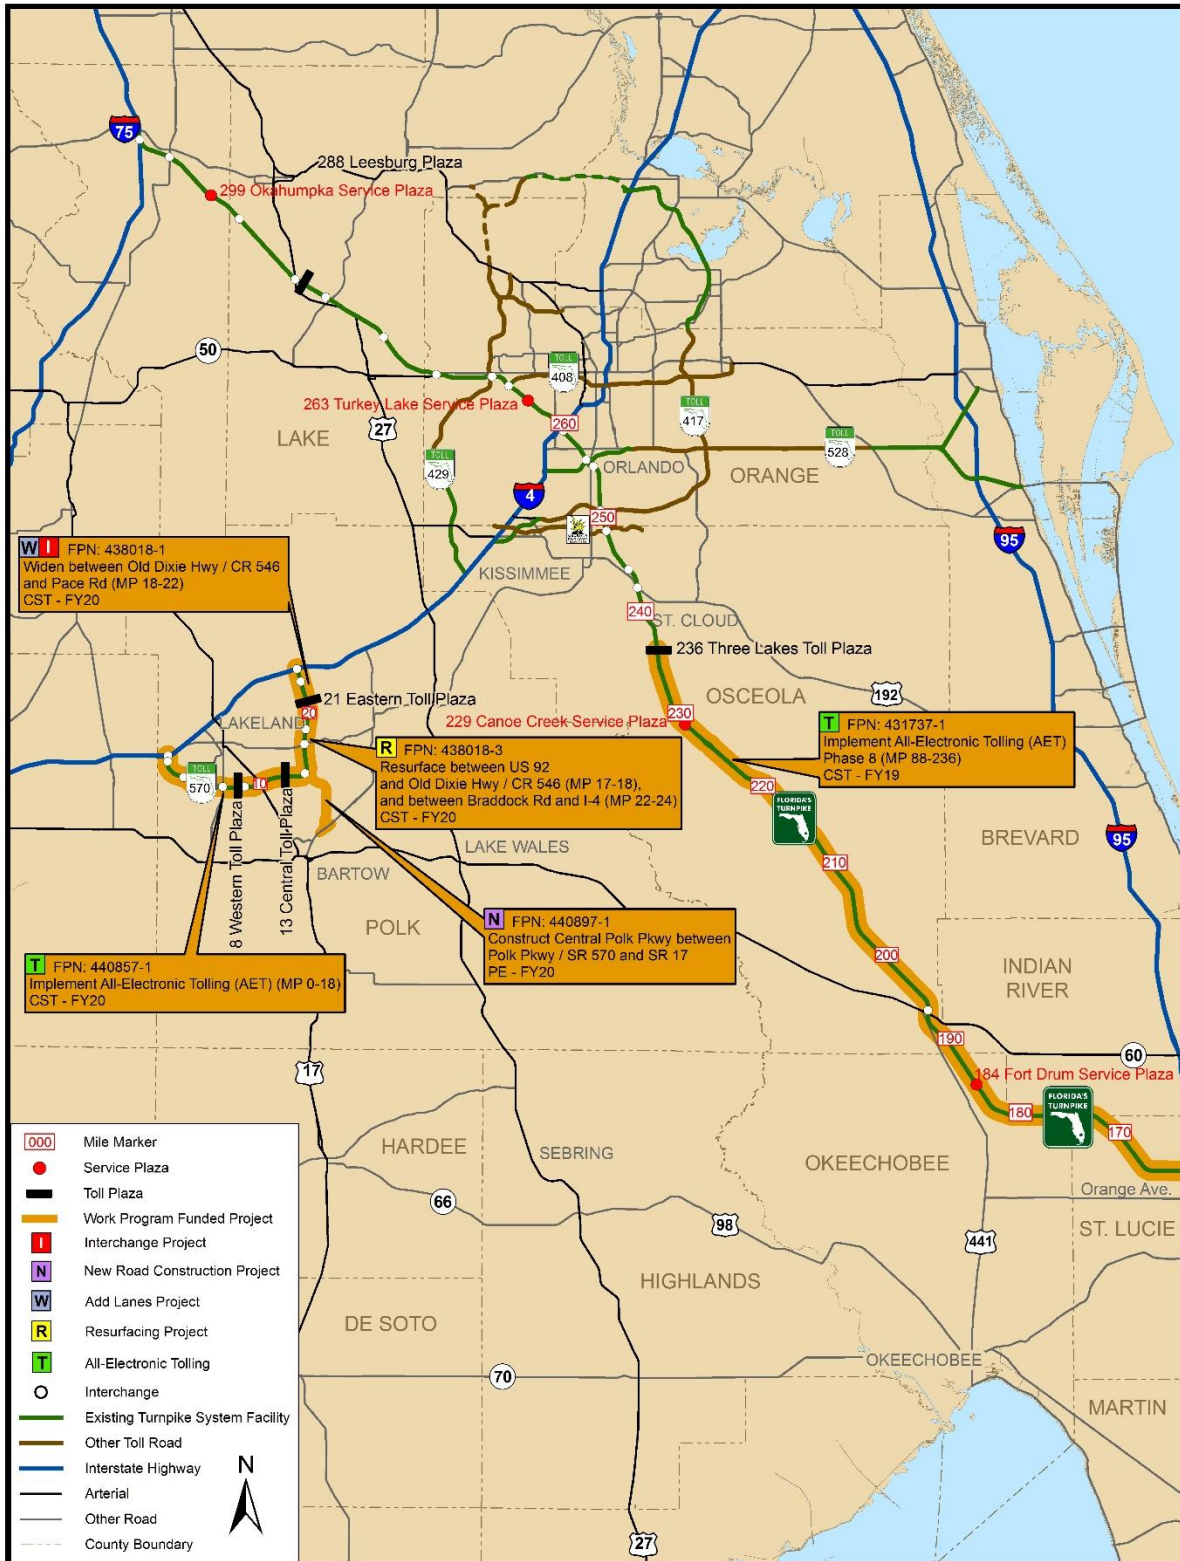 75
288 Leesburg Plaza
299 Okahumpka Service Plaza
50
TOLL
408
263 Turkey Lake Service Plaza
260
27
TOLL
417
LAKE
TOLL
429
ORLANDO
ORANGE
TOLL
528
4
250
95
W I FPN: 438018-1
Widen between Old Dixie Hwy / CR 546
and Pace Rd (MP 18-22)
CST - FY20
KISSIMMEE
240
ST. CLOUD
236 Three Lakes Toll Plaza
OSCEOLA
192
21 Eastern Toll Plaza
20
LAKELAND
229 Canoe Creek Service Plaza
230
T FPN: 431737-1
Implement All-Electronic Tolling (AET)
Phase 8 (MP 88-236)
CST - FY19
R FPN: 438018-3
Resurface between US 92
and Old Dixie Hwy / CR 546 (MP 17-18),
and between Braddock Rd and I-4 (MP 22-24)
CST - FY20
TOLL
570
10
220
FLORIDA'S
TURNPIKE
8 Western Toll Plaza
13 Central Toll Plaza
BREVARD
95
LAKE WALES
210
BARTOW
POLK
N FPN: 440897-1
Construct Central Polk Pkwy between
Polk Pkwy / SR 570 and SR 17
PE - FY20
T FPN: 440857-1
Implement All-Electronic Tolling (AET) (MP 0-18)
CST - FY20
200
INDIAN
RIVER
190
60
17
184 Fort Drum Service Plaza
180
FLORIDA'S
TURNPIKE
170
HARDEE
SEBRING
OKEECHOBEE
Orange Ave.
66
98
441
ST. LUCIE
HIGHLANDS
DE SOTO
OKEECHOBEE
70
MARTIN
27
000 Mile Marker
Service Plaza
Toll Plaza
Work Program Funded Project
I Interchange Project
N New Road Construction Project
W Add Lanes Project
R Resurfacing Project
T All-Electronic Tolling
Interchange
Existing Turnpike System Facility
Other Toll Road
Interstate Highway
Arterial
Other Road
County Boundary
N